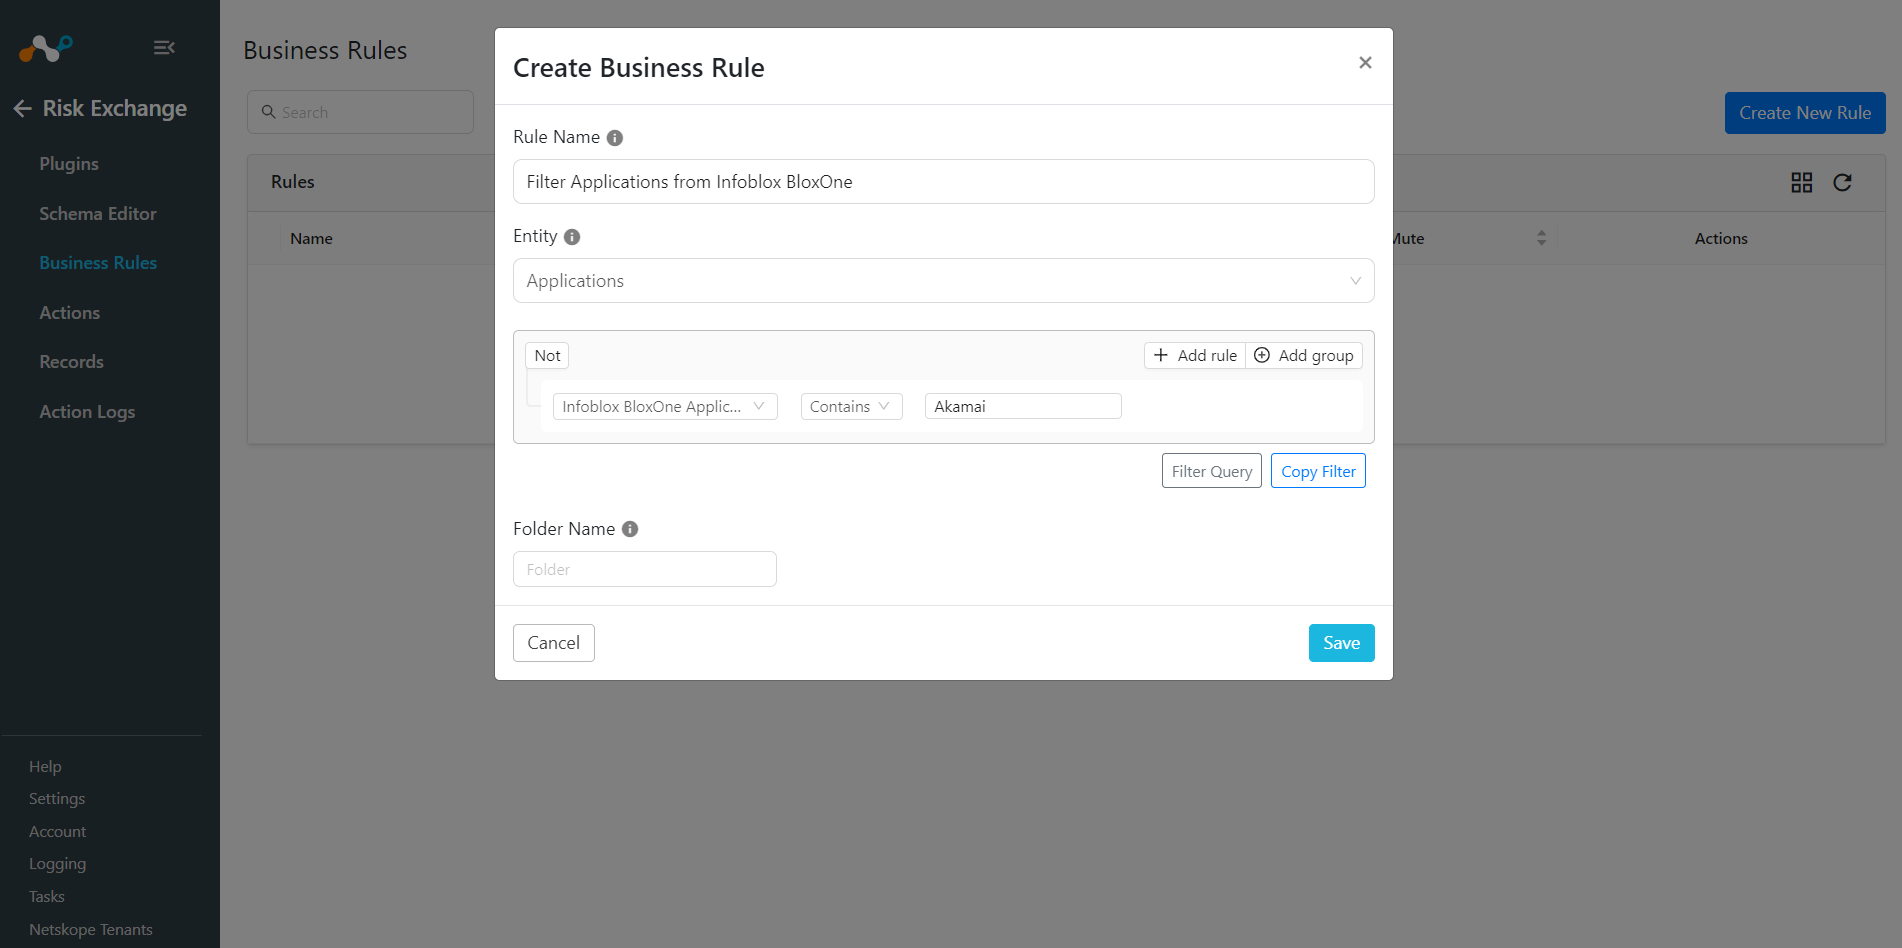 Risk Exchange
Plugins
Schema Editor
Business Rules
Actions
Records
Action Logs
Help
Settings
Account
Logging
Tasks
Netskope Tenants
Business Rules
Search
Create New Rule
Rules
Name
Mute
Actions
Create Business Rule
Rule Name
Filter Applications from Infoblox BloxOne
Entity
Applications
Not
Add rule
Add group
Infoblox BloxOne Applic...
Contains
Akamai
Filter Query
Copy Filter
Folder Name
Folder
Cancel
Save